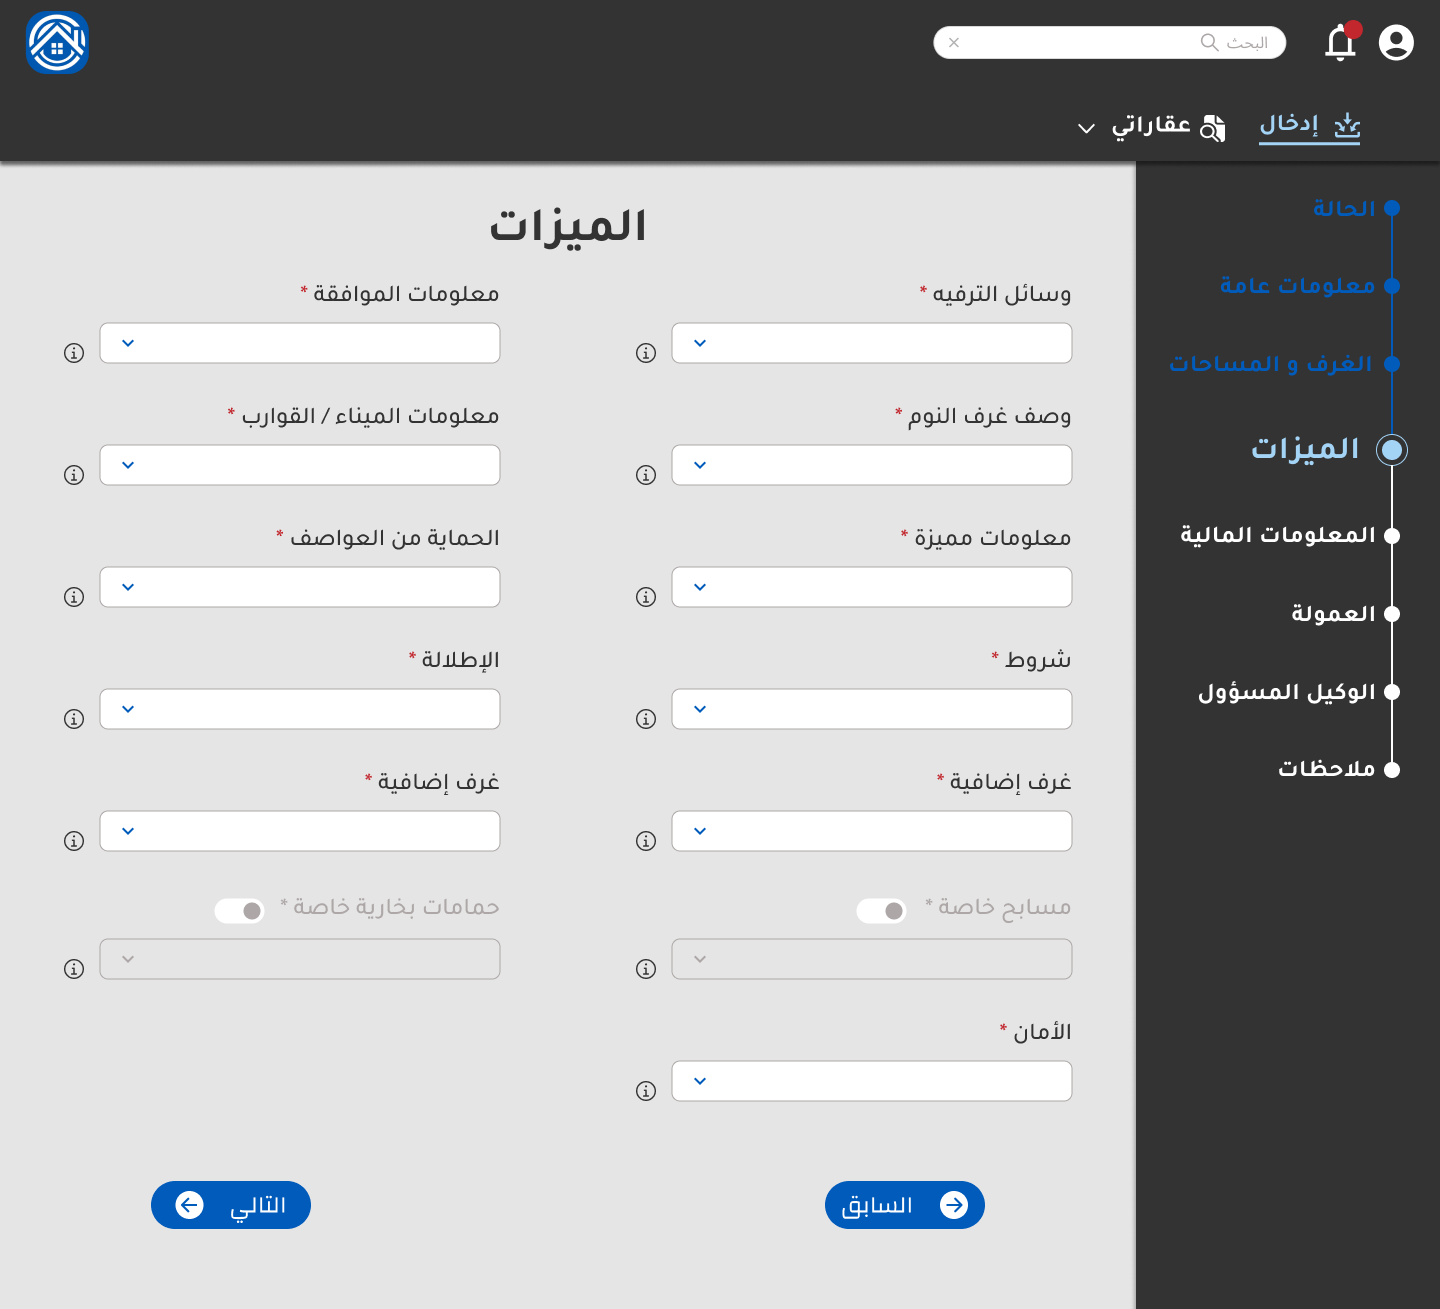 البحث
إدخال
عقاراتي
الحالة
معلومات عامة
الغرف و المساحات
الميزات
المعلومات المالية
العمولة
الوكيل المسؤول
ملاحظات
الميزات
وسائل الترفيه *
معلومات الموافقة *
وصف غرف النوم *
معلومات الميناء / القوارب *
معلومات مميزة *
الحماية من العواصف *
شروط *
الإطلالة *
غرف إضافية *
غرف إضافية *
مسابح خاصة *
حمامات بخارية خاصة *
الأمان *
السابق
التالي